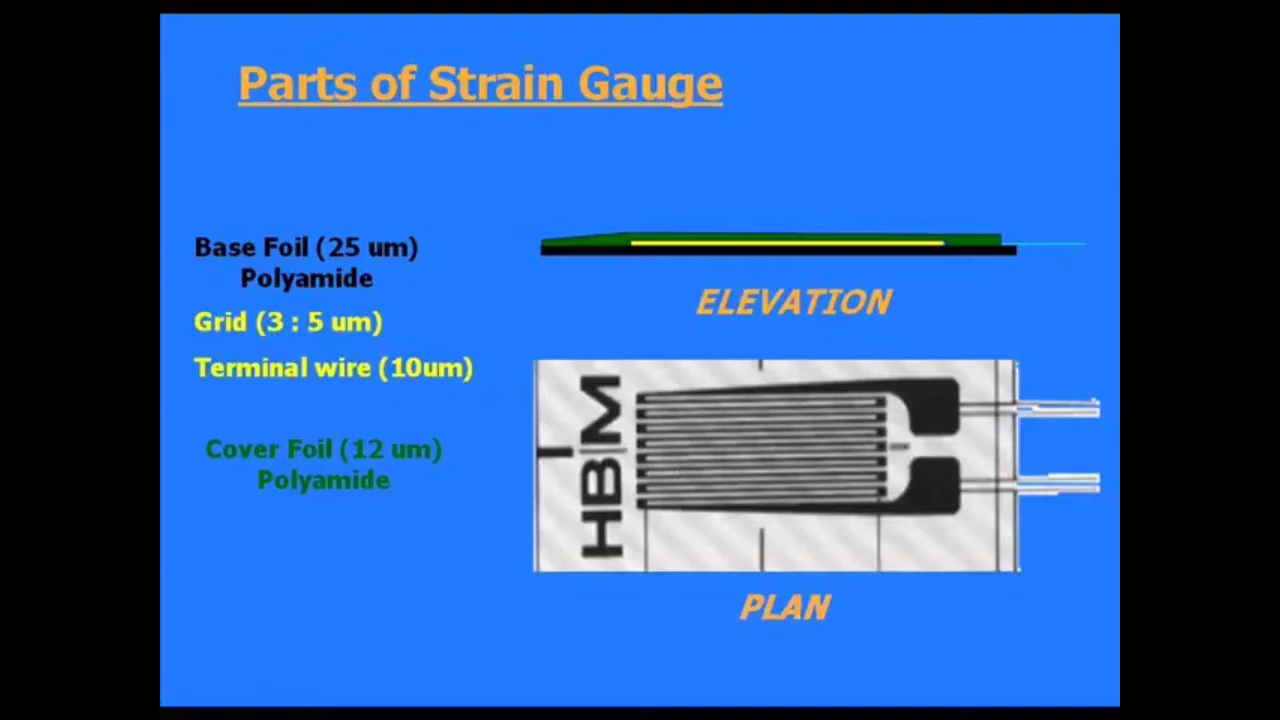 Parts of Strain Gauge
Base Foil (25 um)
Polyamide
Grid (3 : 5 um)
Terminal wire (10um)
Cover Foil (12 um)
Polyamide
ELEVATION
HBM
PLAN